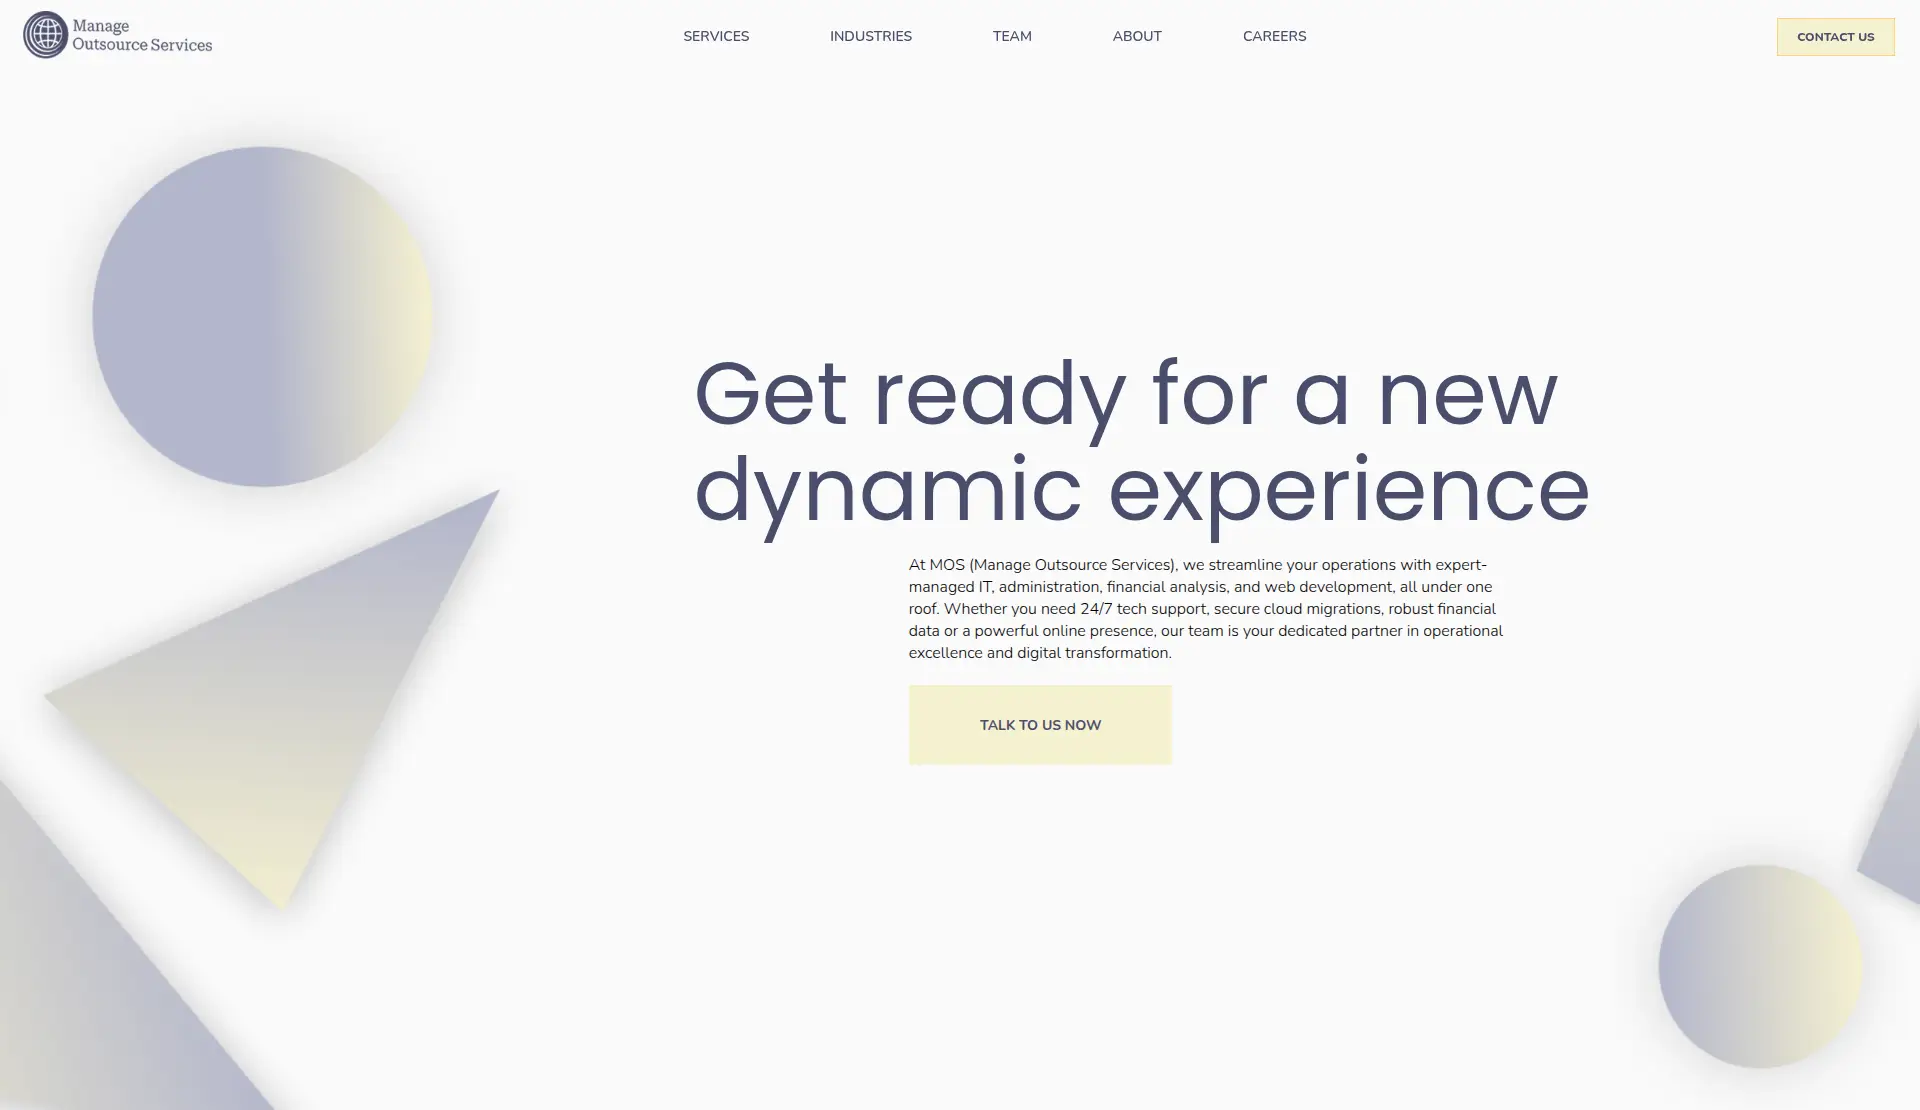 Manage
Outsource Services
SERVICES
INDUSTRIES
TEAM
ABOUT
CAREERS
CONTACT US
Get ready for a new
dynamic experience
At MOS (Manage Outsource Services), we streamline your operations with expert-
managed IT, administration, financial analysis, and web development, all under one
roof. Whether you need 24/7 tech support, secure cloud migrations, robust financial
data or a powerful online presence, our team is your dedicated partner in operational
excellence and digital transformation.
TALK TO US NOW